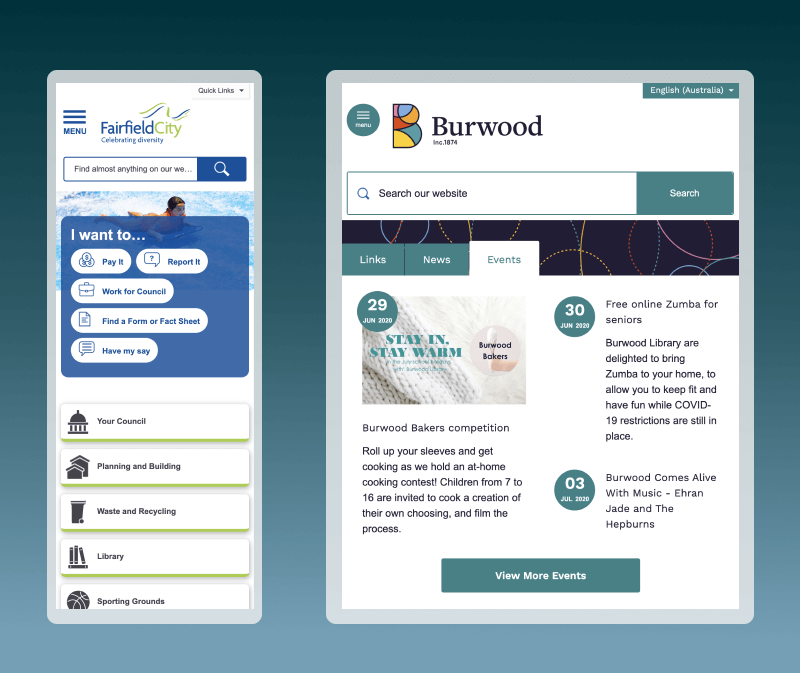 Quick Links
MENU
FairfieldCity
Celebrating diversity
Find almost anything on our we...
I want to...
Pay It
Report It
Work for Council
Find a Form or Fact Sheet
Have my say
Your Council
Planning and Building
Waste and Recycling
Library
Sporting Grounds
English (Australia)
menu
Burwood
Inc.1874
Search our website
Search
Links
News
Events
29
JUN 2020
STAY IN,
STAY WARM
with Burwood Library
Burwood
Bakers
Burwood Bakers competition
Roll up your sleeves and get
cooking as we hold an at-home
cooking contest! Children from 7 to
16 are invited to cook a creation of
their own choosing, and film the
process.
30
JUN 2020
Free online Zumba for
seniors
Burwood Library are
delighted to bring
Zumba to your home, to
allow you to keep fit and
have fun while COVID-
19 restrictions are still in
place.
03
JUL 2020
Burwood Comes Alive
With Music - Ehran
Jade and The
Hepburns
View More Events